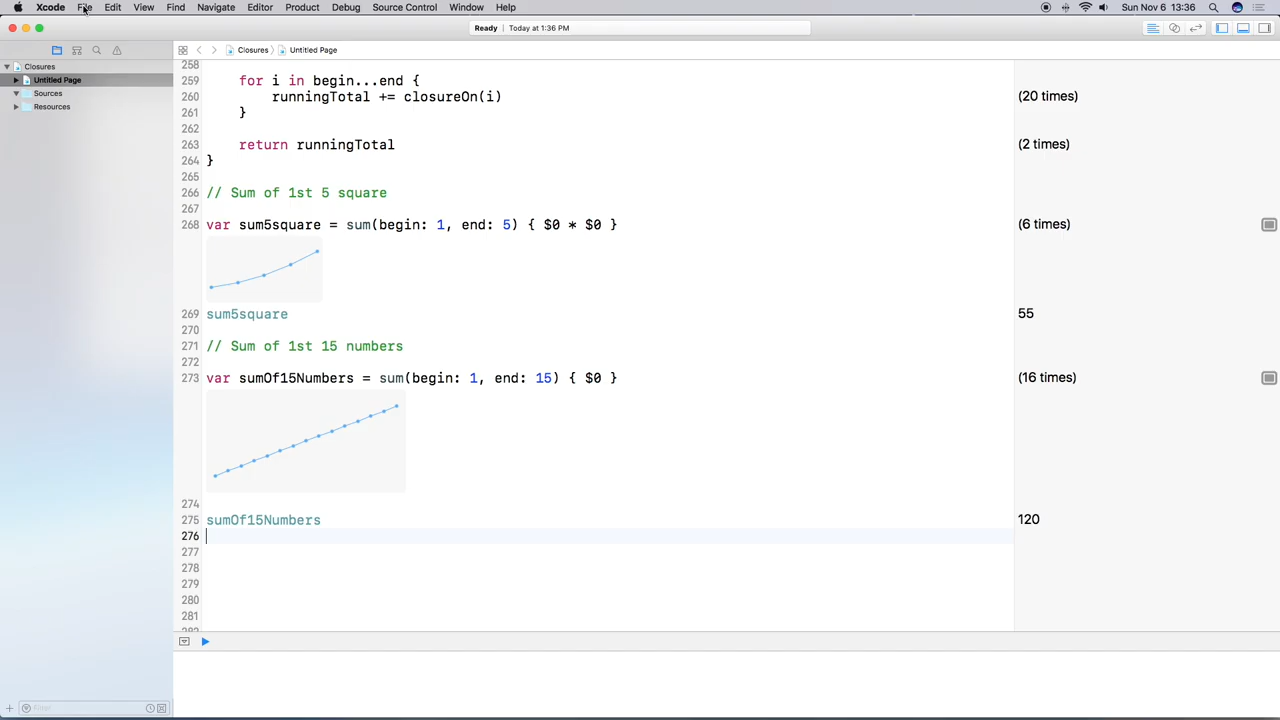 Xcode File Edit View Find Navigate Editor Product Debug Source Control Window Help Sun Nov 6 13:36
Ready Today at 1:36 PM
Closures Untitled Page
Closures
Untitled Page
Sources
Resources
Filter
258
259 for i in begin...end {
260 runningTotal += closureOn(i) (20 times)
261 }
262
263 return runningTotal (2 times)
264 }
265
266 // Sum of 1st 5 square
267
268 var sum5square = sum(begin: 1, end: 5) { $0 * $0 } (6 times)
269 sum5square 55
270
271 // Sum of 1st 15 numbers
272
273 var sumOf15Numbers = sum(begin: 1, end: 15) { $0 } (16 times)
274
275 sumOf15Numbers 120
276
277
278
279
280
281